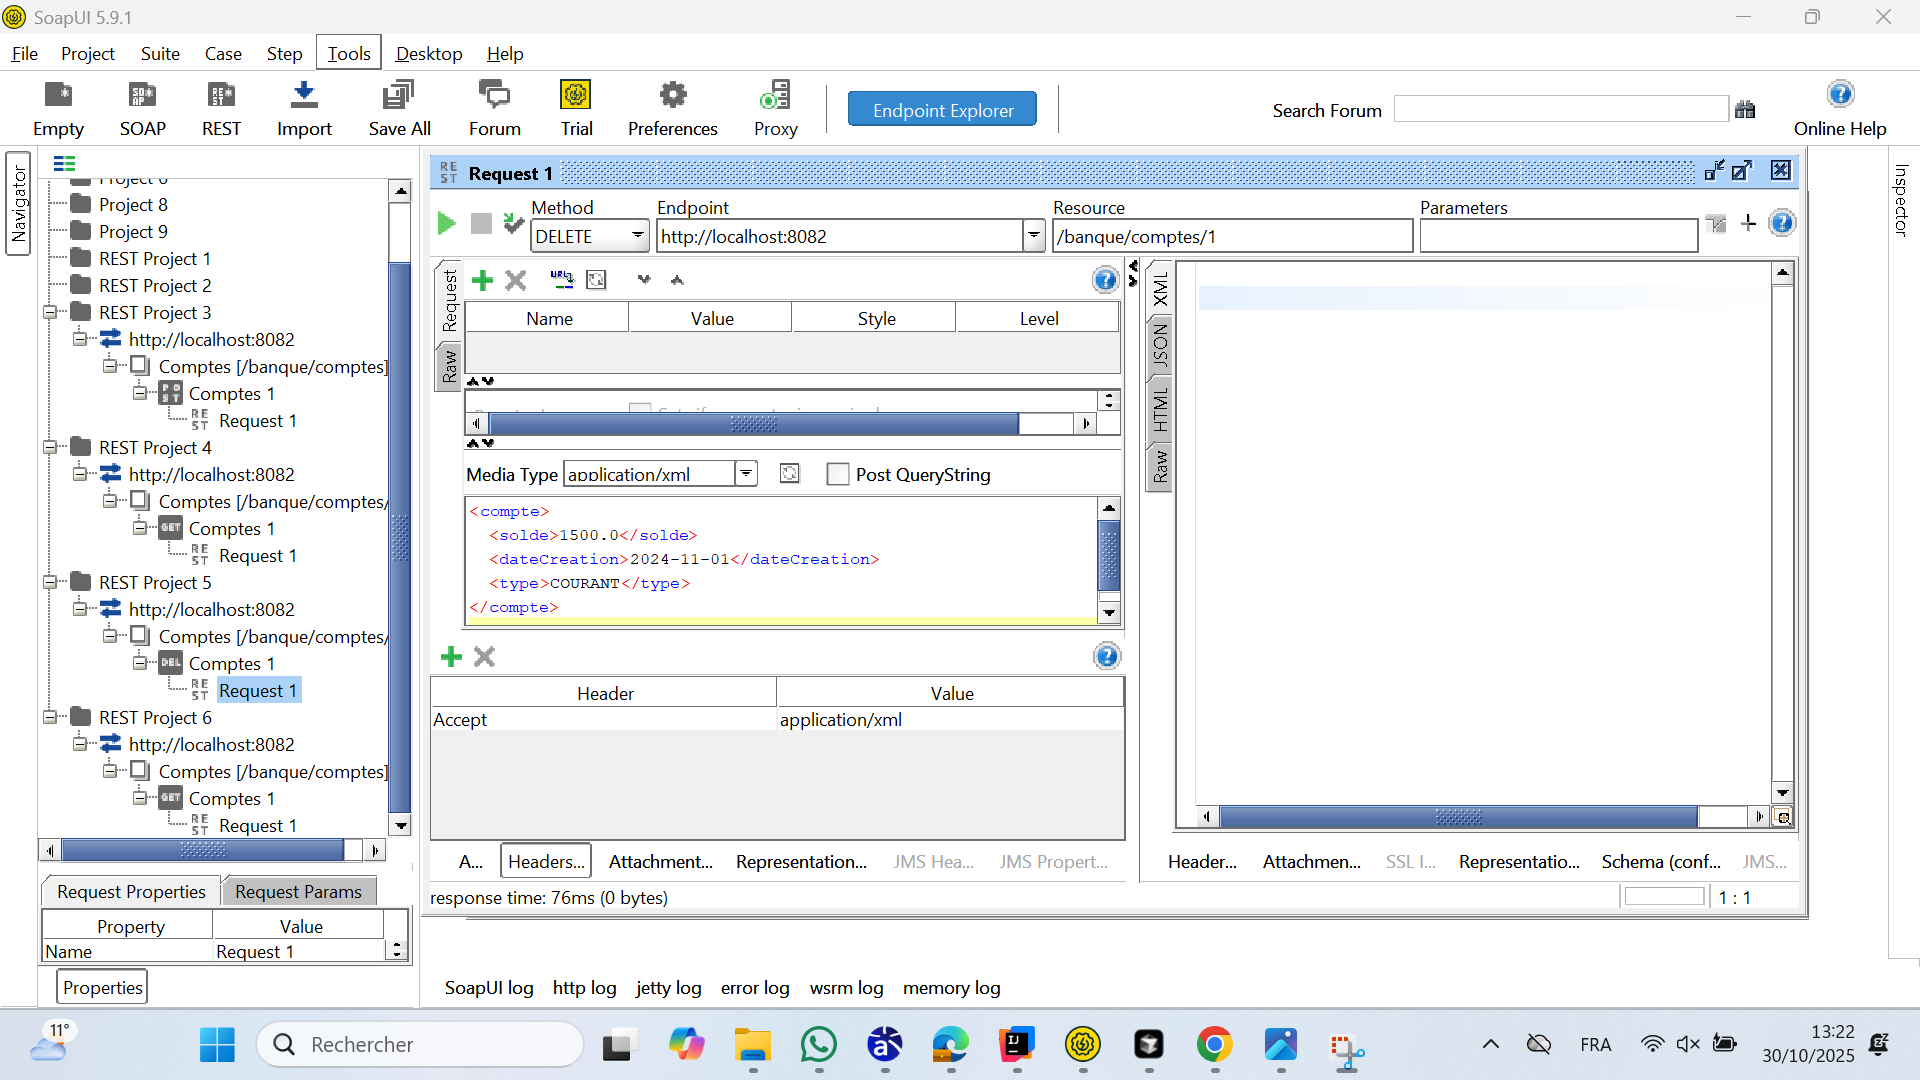 SoapUI 5.9.1
File Project Suite Case Step Tools Desktop Help
Empty SOAP REST Import Save All Forum Trial Preferences Proxy Endpoint Explorer Search Forum Online Help
Navigator
Inspector
Project 8
Project 9
REST Project 1
REST Project 2
REST Project 3
http://localhost:8082
Comptes [/banque/comptes]
Comptes 1
REST Request 1
REST Project 4
http://localhost:8082
Comptes [/banque/comptes/
GET Comptes 1
REST Request 1
REST Project 5
http://localhost:8082
Comptes [/banque/comptes/
DEL Comptes 1
REST Request 1
REST Project 6
http://localhost:8082
Comptes [/banque/comptes]
GET Comptes 1
REST Request 1
Request Properties Request Params
Property Value
Name Request 1
Properties
REST Request 1
Method Endpoint Resource Parameters
DELETE http://localhost:8082 /banque/comptes/1
Request
Raw
Name Value Style Level
Media Type application/xml Post QueryString
<compte>
<solde>1500.0</solde>
<dateCreation>2024-11-01</dateCreation>
<type>COURANT</type>
</compte>
Header Value
Accept application/xml
A... Headers... Attachment... Representation... JMS Hea... JMS Propert...
XML
JSON
HTML
Raw
Header... Attachmen... SSL I... Representatio... Schema (conf... JMS...
response time: 76ms (0 bytes) 1 : 1
SoapUI log http log jetty log error log wsrm log memory log
11°
Rechercher
FRA
13:22
30/10/2025